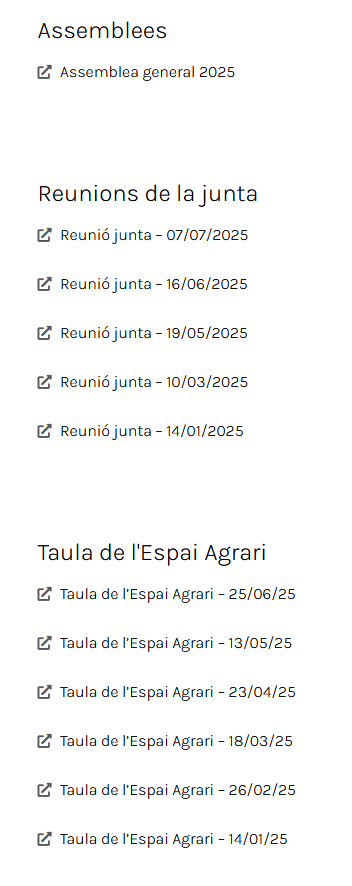 Assemblees
Assemblea general 2025
Reunions de la junta
Reunió junta – 07/07/2025
Reunió junta – 16/06/2025
Reunió junta – 19/05/2025
Reunió junta – 10/03/2025
Reunió junta – 14/01/2025
Taula de l'Espai Agrari
Taula de l’Espai Agrari – 25/06/25
Taula de l’Espai Agrari – 13/05/25
Taula de l’Espai Agrari – 23/04/25
Taula de l’Espai Agrari – 18/03/25
Taula de l’Espai Agrari – 26/02/25
Taula de l’Espai Agrari – 14/01/25